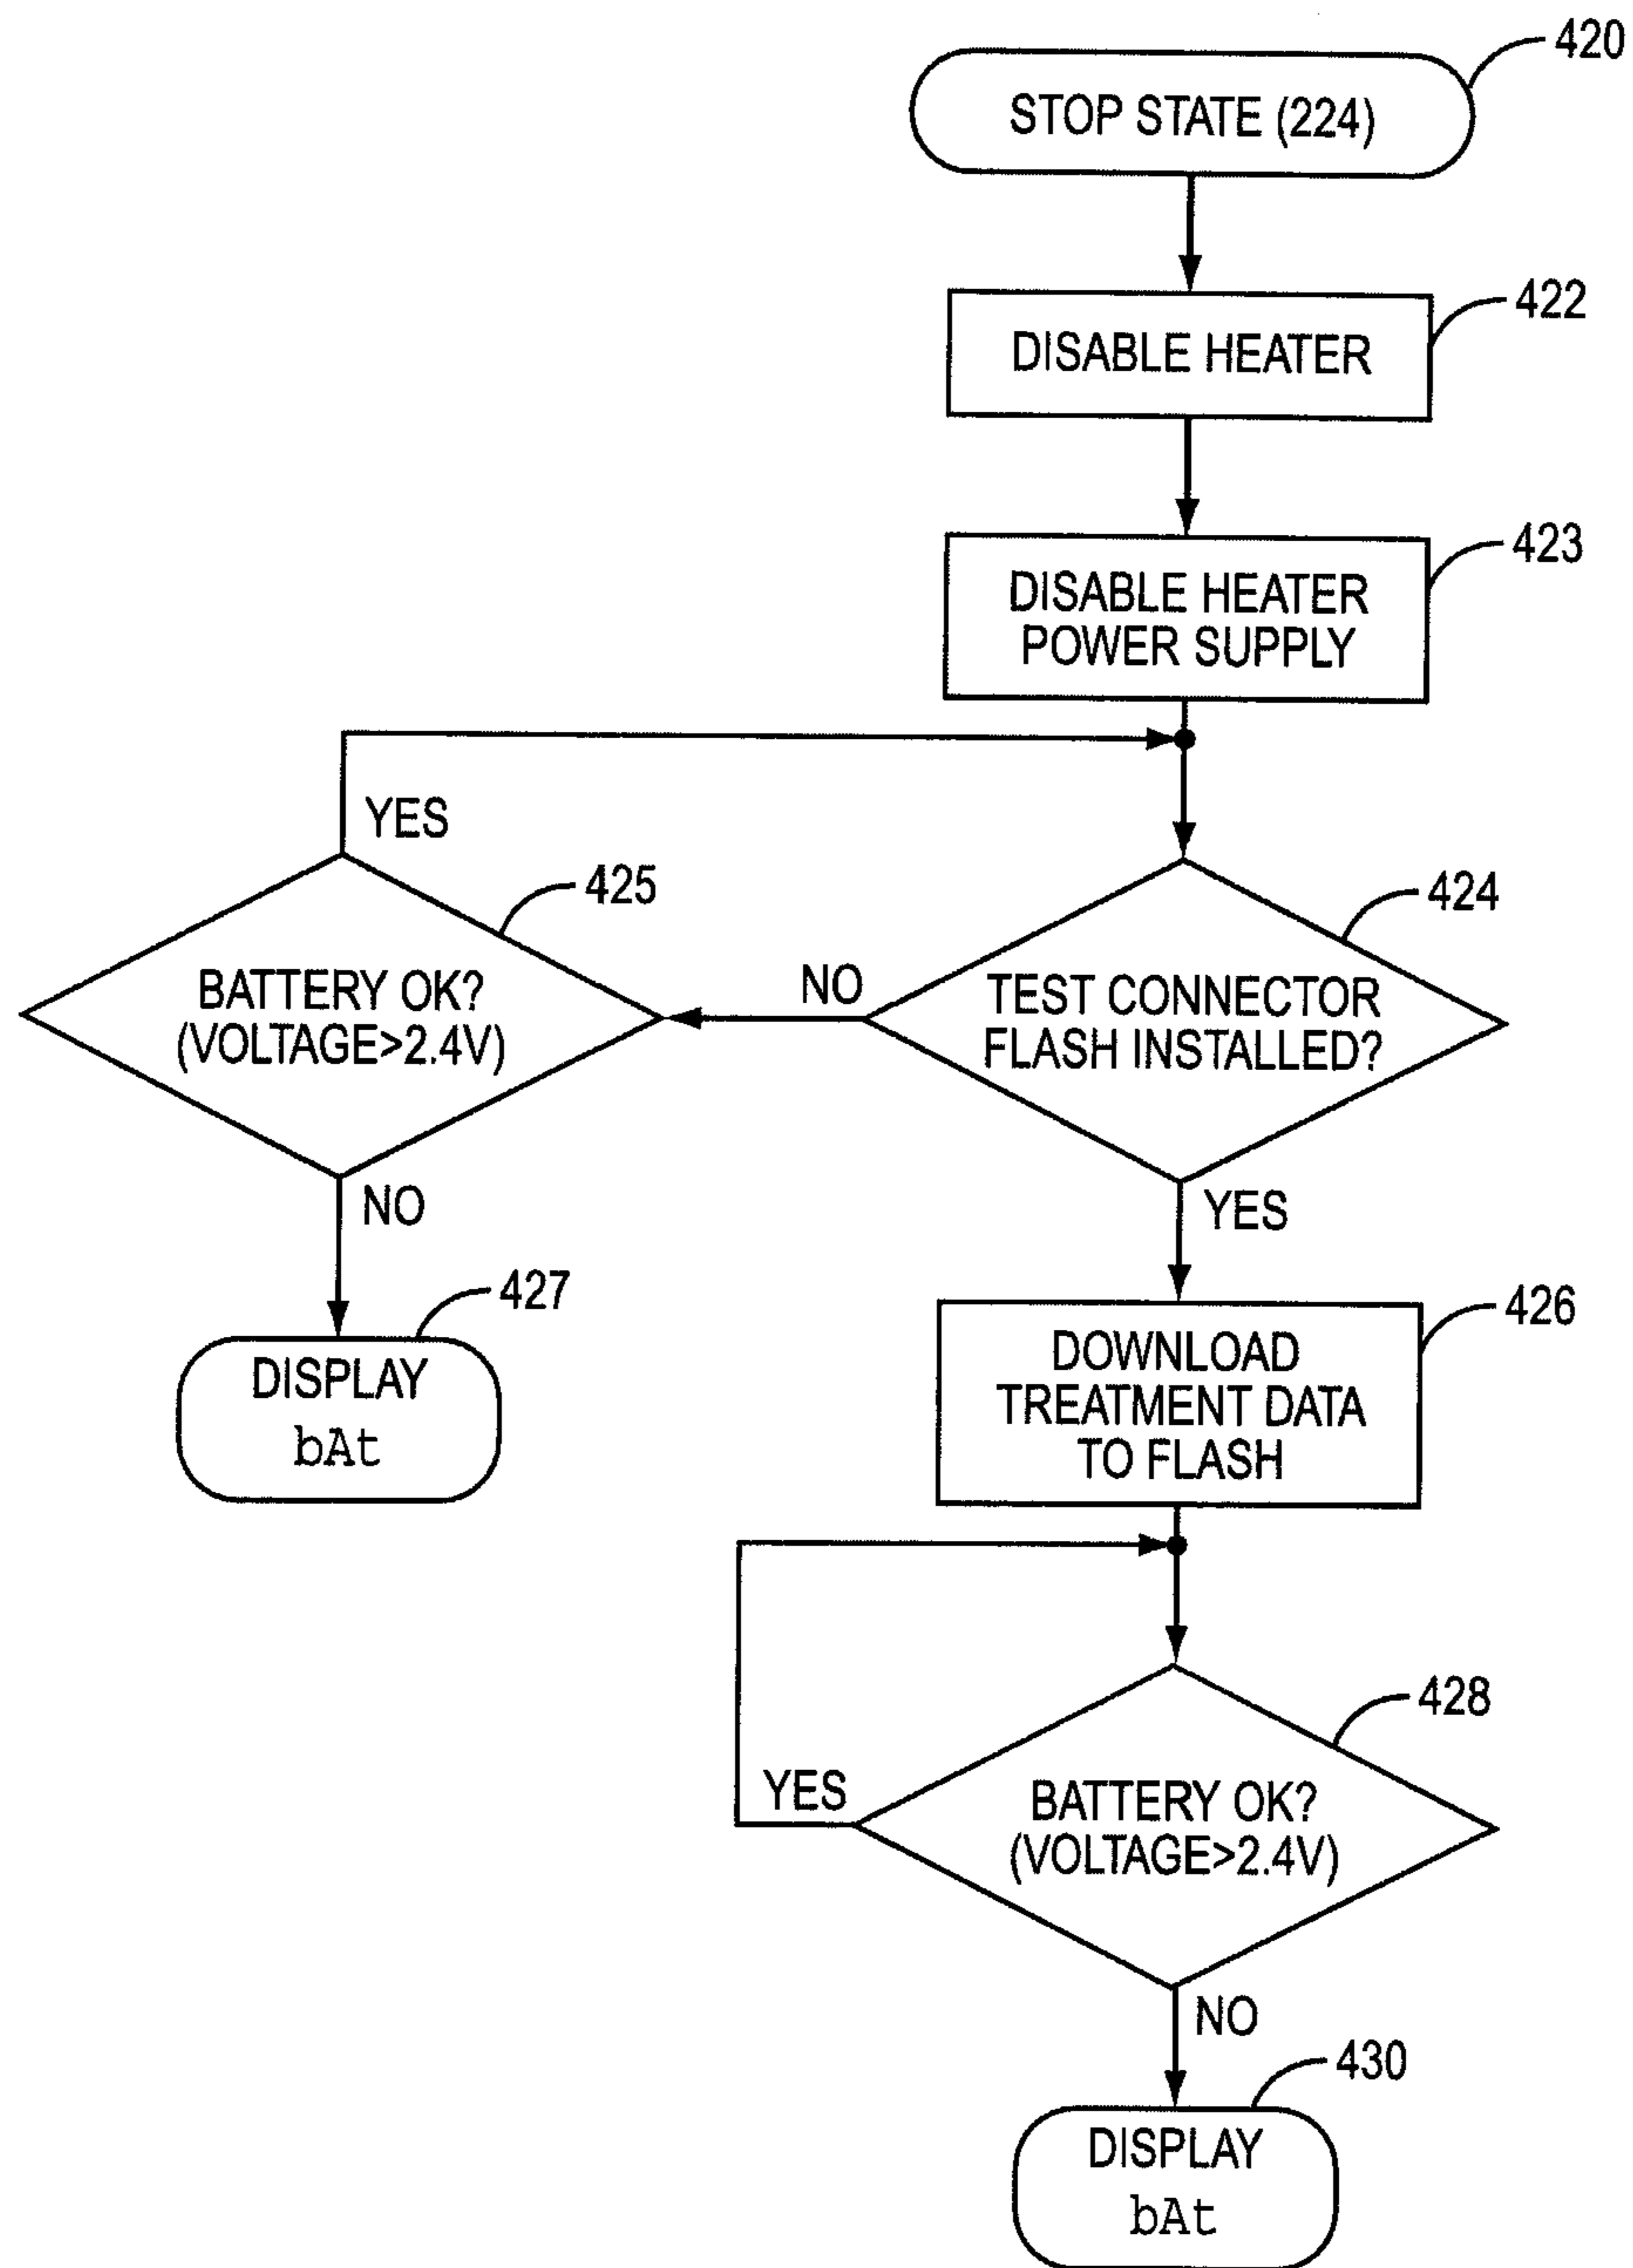 420
STOP STATE (224)
422
DISABLE HEATER
423
DISABLE HEATER
POWER SUPPLY
YES
425
424
BATTERY OK?
(VOLTAGE>2.4V)
NO
TEST CONNECTOR
FLASH INSTALLED?
NO
YES
427
DISPLAY
bAt
426
DOWNLOAD
TREATMENT DATA
TO FLASH
428
YES
BATTERY OK?
(VOLTAGE>2.4V)
NO
430
DISPLAY
bAt